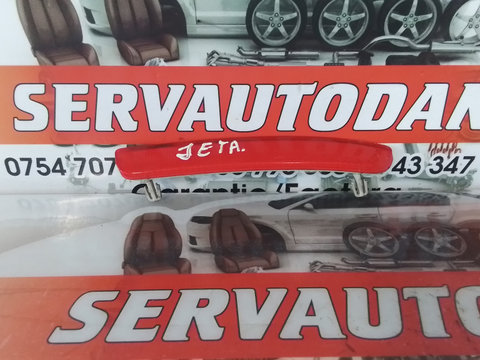 SERVAUTODAN
JETA.
0754 707 43 347
SERVAUTO